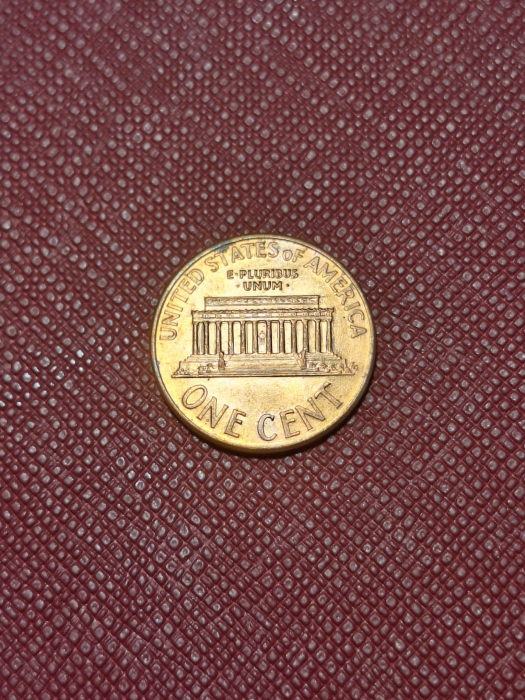 UNITED STATES OF AMERICA
E·PLURIBUS
·UNUM·
ONE CENT